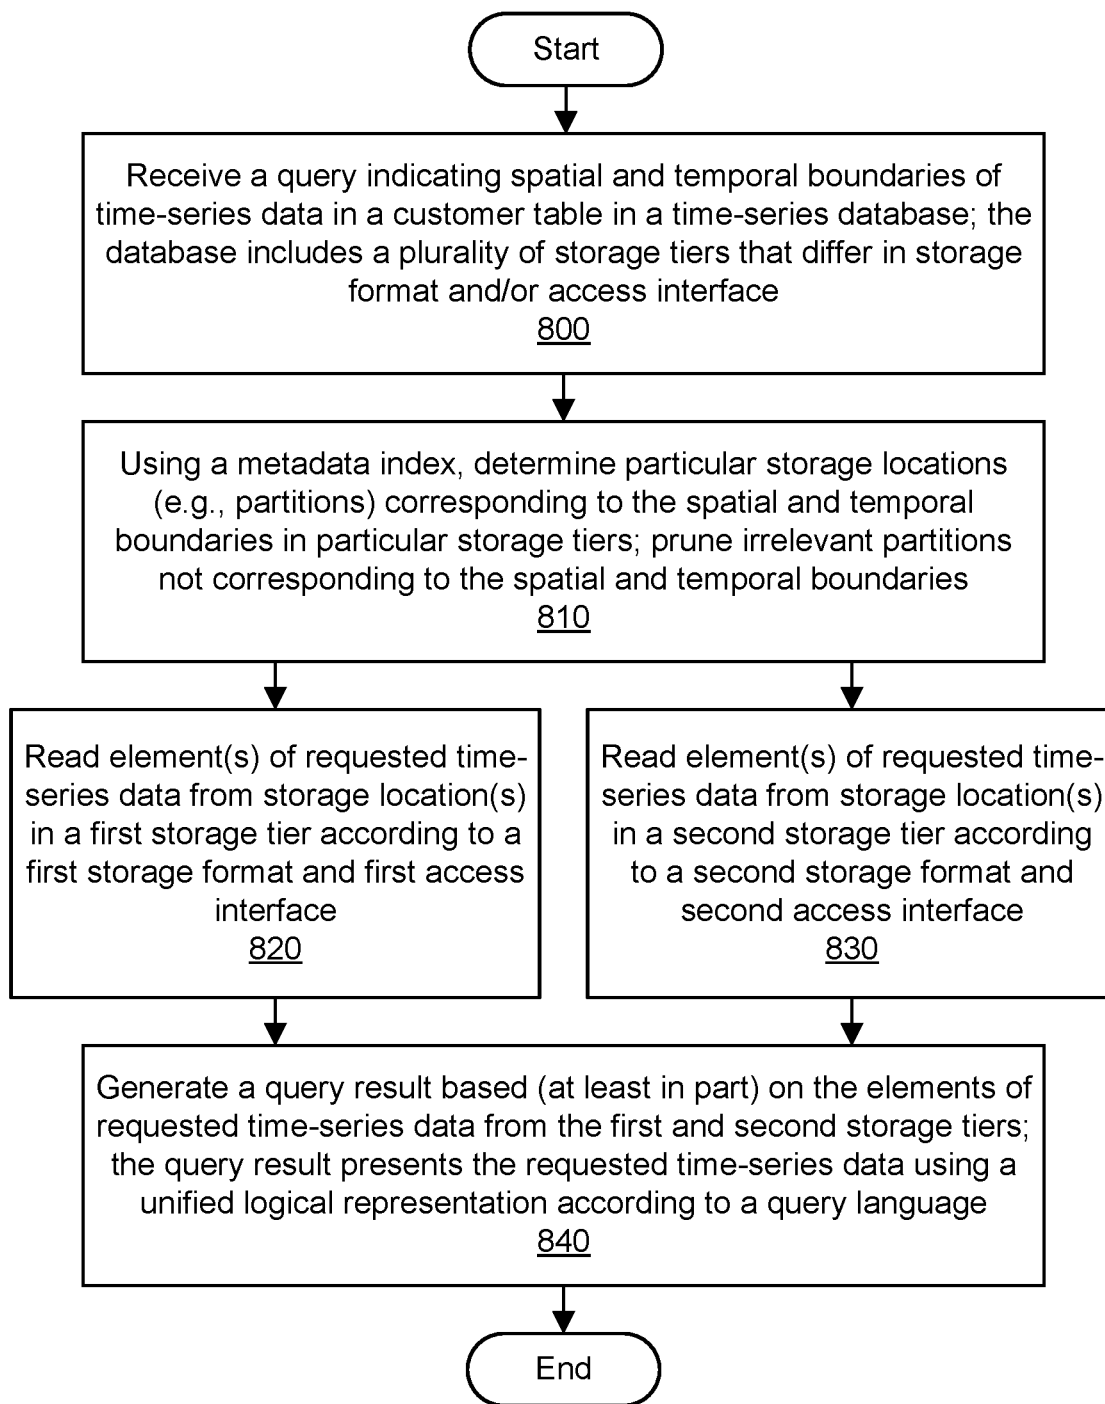 Start
Receive a query indicating spatial and temporal boundaries of
time-series data in a customer table in a time-series database; the
database includes a plurality of storage tiers that differ in storage
format and/or access interface
800
Using a metadata index, determine particular storage locations
(e.g., partitions) corresponding to the spatial and temporal
boundaries in particular storage tiers; prune irrelevant partitions
not corresponding to the spatial and temporal boundaries
810
Read element(s) of requested time-
series data from storage location(s)
in a first storage tier according to a
first storage format and first access
interface
820
Read element(s) of requested time-
series data from storage location(s)
in a second storage tier according
to a second storage format and
second access interface
830
Generate a query result based (at least in part) on the elements of
requested time-series data from the first and second storage tiers;
the query result presents the requested time-series data using a
unified logical representation according to a query language
840
End